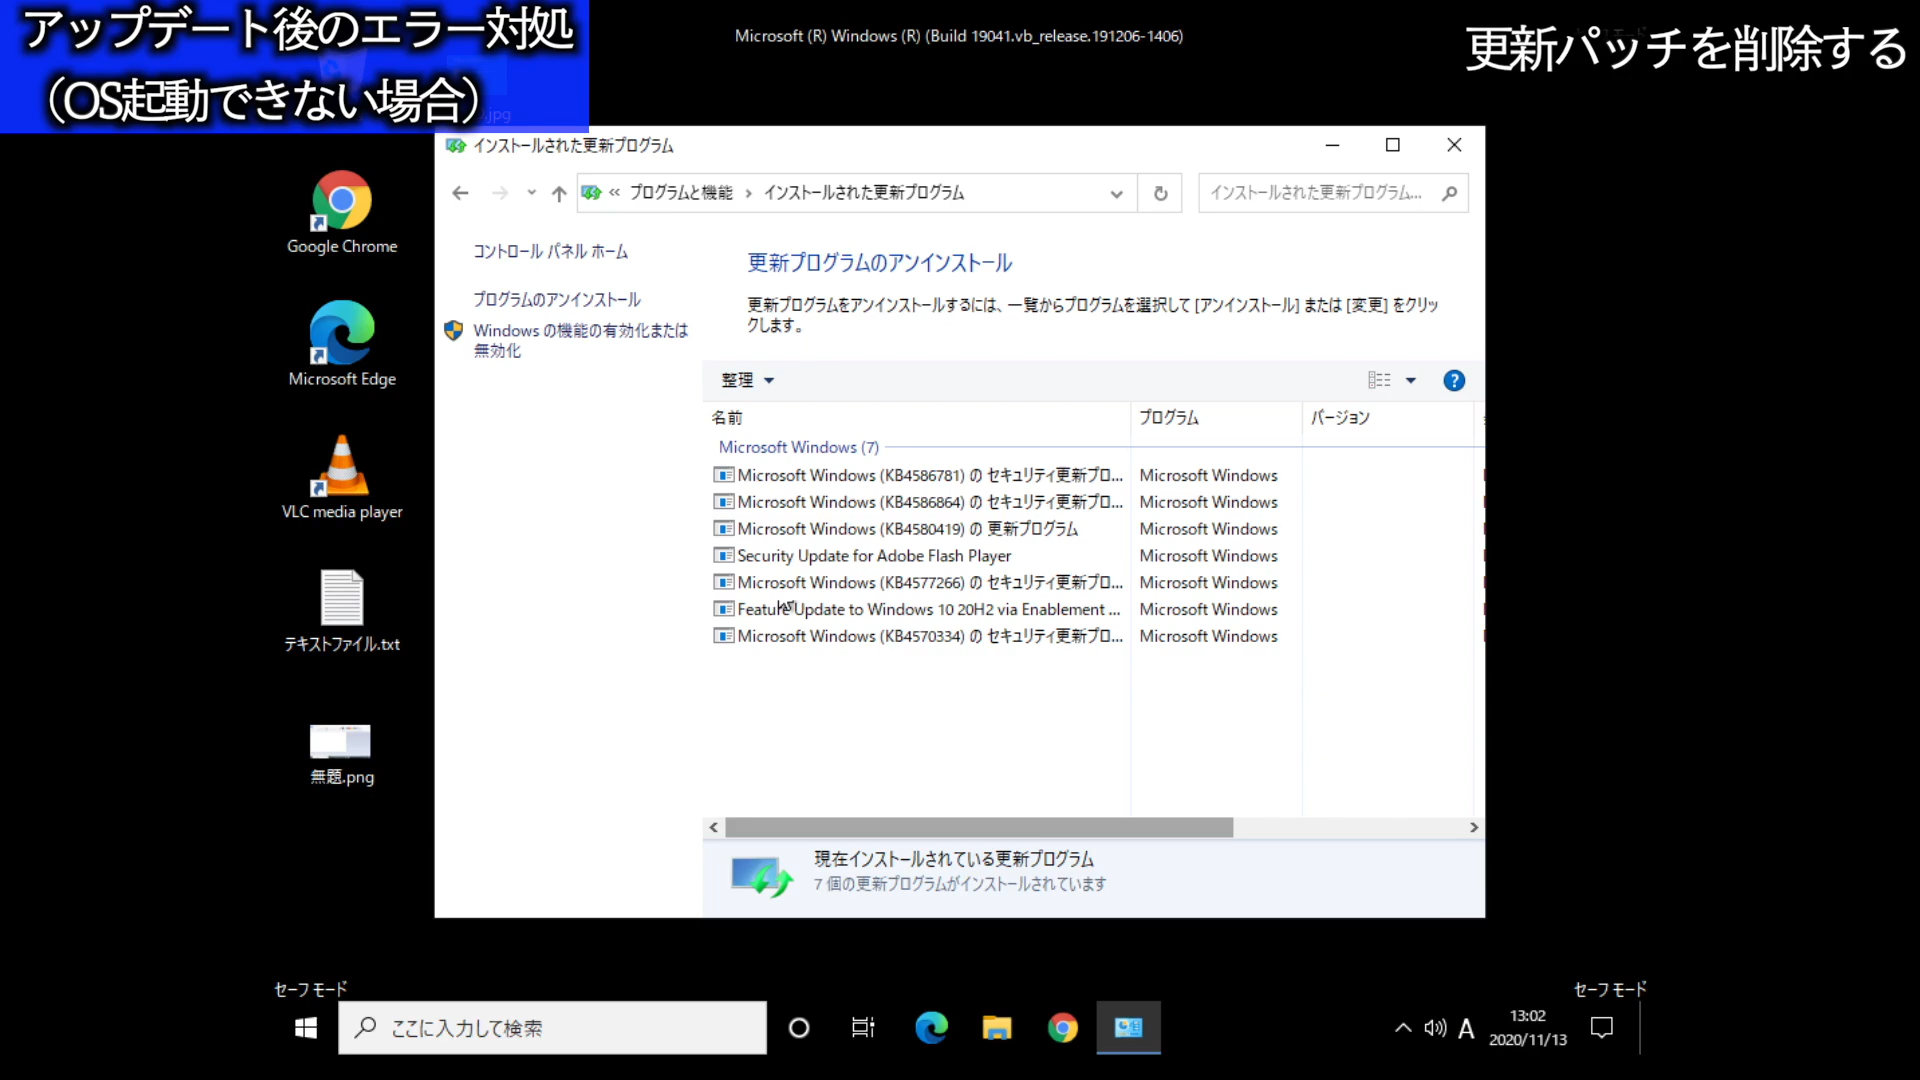 アップデート後のエラー対処
（OS起動できない場合）
Microsoft (R) Windows (R) (Build 19041.vb_release.191206-1406)
更新パッチを削除する
.jpg
インストールされた更新プログラム
« プログラムと機能 › インストールされた更新プログラム
インストールされた更新プログラム...
Google Chrome
Microsoft Edge
VLC media player
テキストファイル.txt
無題.png
コントロール パネル ホーム
プログラムのアンインストール
Windows の機能の有効化または
無効化
更新プログラムのアンインストール
更新プログラムをアンインストールするには、一覧からプログラムを選択して [アンインストール] または [変更] をクリッ
クします。
整理
名前 プログラム バージョン
Microsoft Windows (7)
Microsoft Windows (KB4586781) の セキュリティ更新プロ... Microsoft Windows
Microsoft Windows (KB4586864) の セキュリティ更新プロ... Microsoft Windows
Microsoft Windows (KB4580419) の 更新プログラム Microsoft Windows
Security Update for Adobe Flash Player Microsoft Windows
Microsoft Windows (KB4577266) の セキュリティ更新プロ... Microsoft Windows
Feature Update to Windows 10 20H2 via Enablement ... Microsoft Windows
Microsoft Windows (KB4570334) の セキュリティ更新プロ... Microsoft Windows
現在インストールされている更新プログラム
7 個の更新プログラムがインストールされています
セーフ モード
セーフ モード
ここに入力して検索
A
13:02
2020/11/13